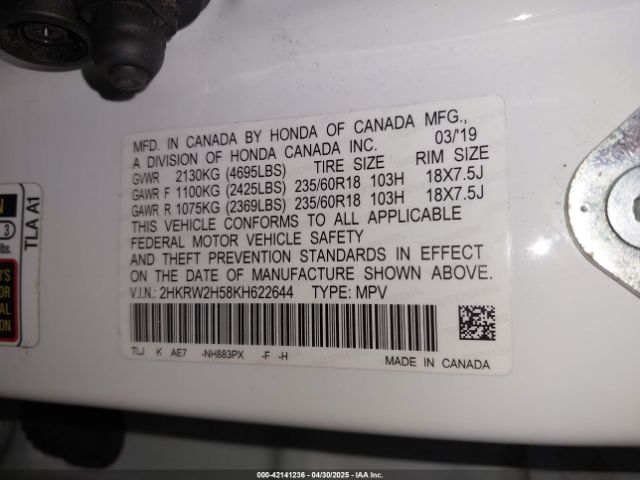 MFD. IN CANADA BY HONDA OF CANADA MFG.,
A DIVISION OF HONDA CANADA INC. 03/'19
GVWR 2130KG (4695LBS) TIRE SIZE RIM SIZE
GAWR F 1100KG (2425LBS) 235/60R18 103H 18X7.5J
GAWR R 1075KG (2369LBS) 235/60R18 103H 18X7.5J
THIS VEHICLE CONFORMS TO ALL APPLICABLE
FEDERAL MOTOR VEHICLE SAFETY
AND THEFT PREVENTION STANDARDS IN EFFECT
ON THE DATE OF MANUFACTURE SHOWN ABOVE.
V.I.N.: 2HKRW2H58KH622644 TYPE: MPV
TLJ K AE7 -NH883PX -F -H
MADE IN CANADA
TLA A1
3
lbs.
000-42141236 - 04/30/2025 - IAA Inc.